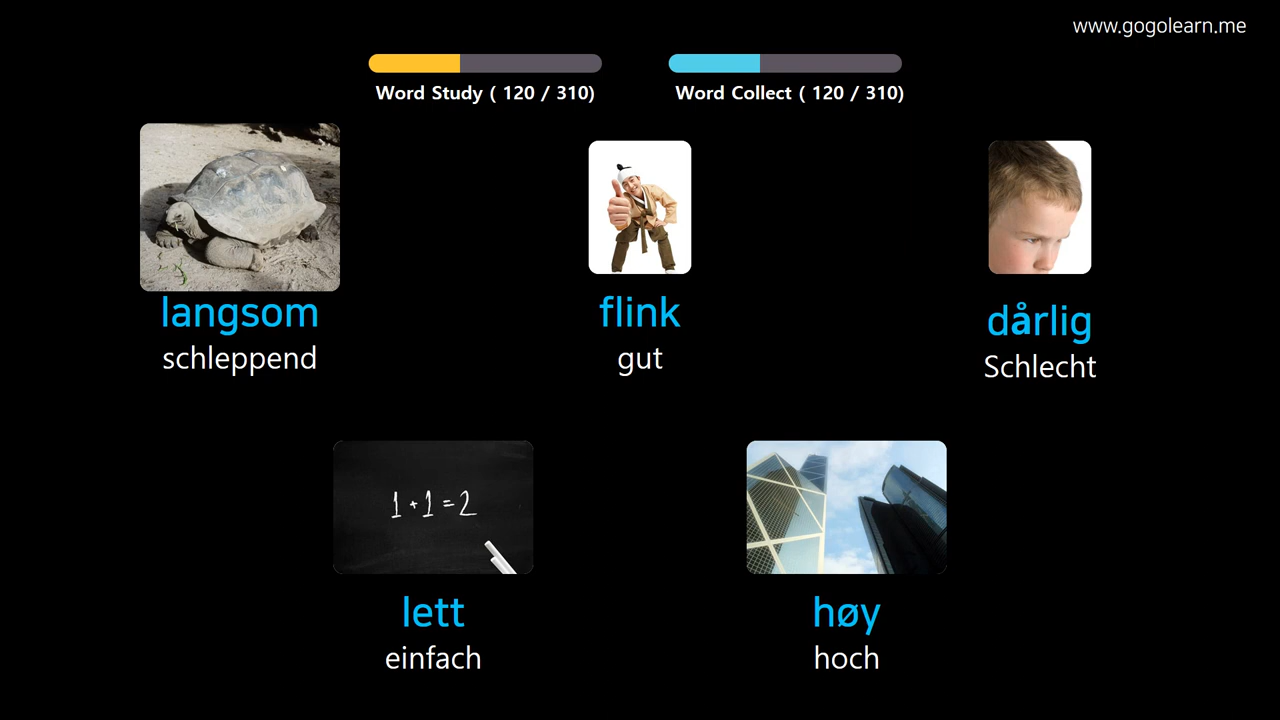 www.gogolearn.me
Word Study ( 120 / 310)
Word Collect ( 120 / 310)
langsom
schleppend
flink
gut
dårlig
Schlecht
1+1=2
lett
einfach
høy
hoch